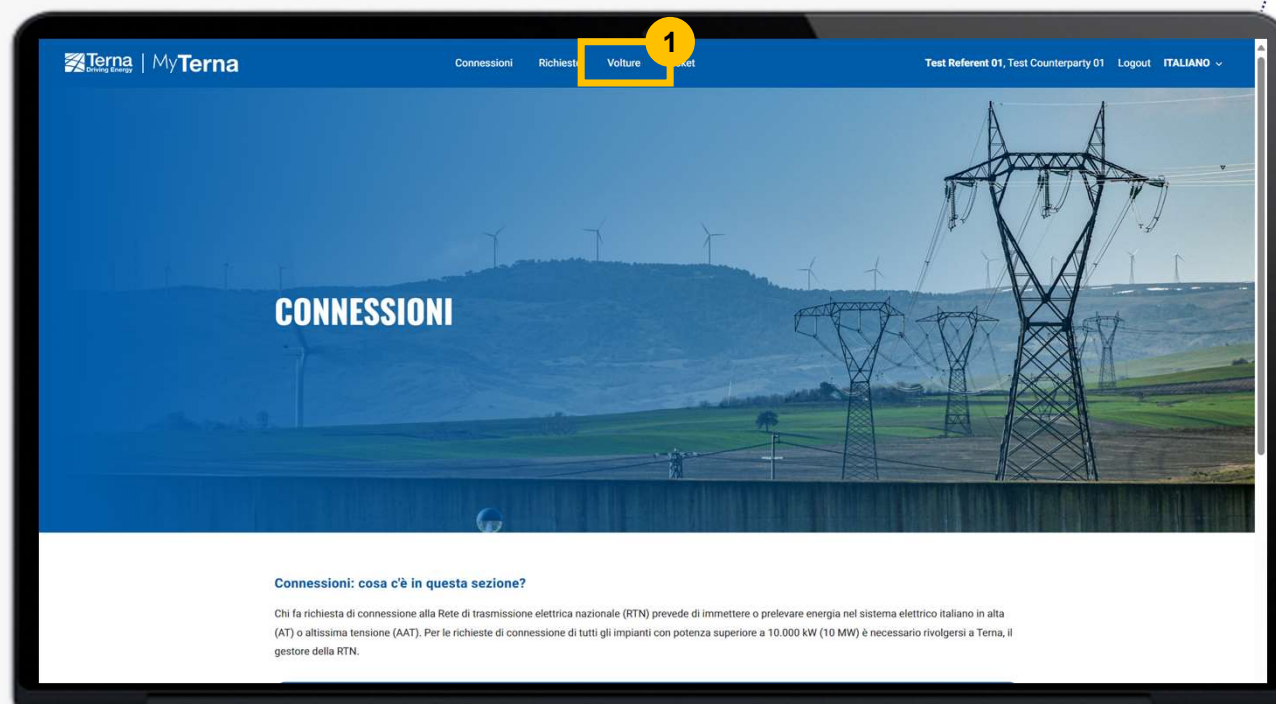 1
Terna
Driving Energy
MyTerna
Connessioni Richieste Volture
Test Referent 01, Test Counterparty 01 Logout ITALIANO
CONNESSIONI
Connessioni: cosa c'è in questa sezione?
Chi fa richiesta di connessione alla Rete di trasmissione elettrica nazionale (RTN) prevede di immettere o prelevare energia nel sistema elettrico italiano in alta
(AT) o altissima tensione (AAT). Per le richieste di connessione di tutti gli impianti con potenza superiore a 10.000 kW (10 MW) è necessario rivolgersi a Terna, il
gestore della RTN.